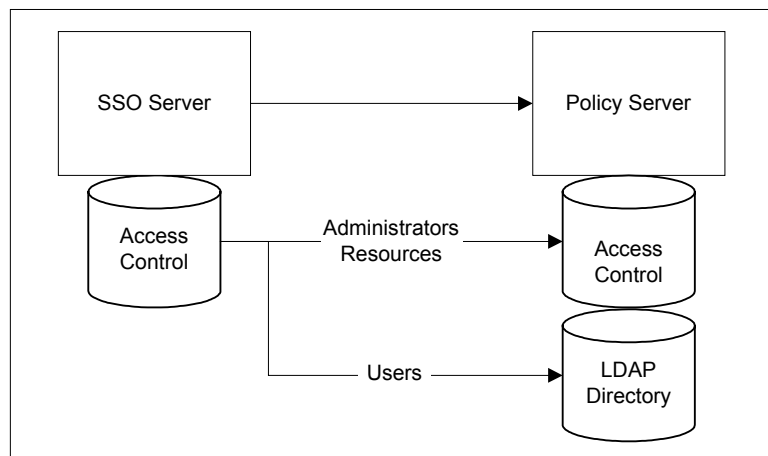 SSO Server
Policy Server
Access
Control
Administrators
Resources
Access
Control
Users
LDAP
Directory